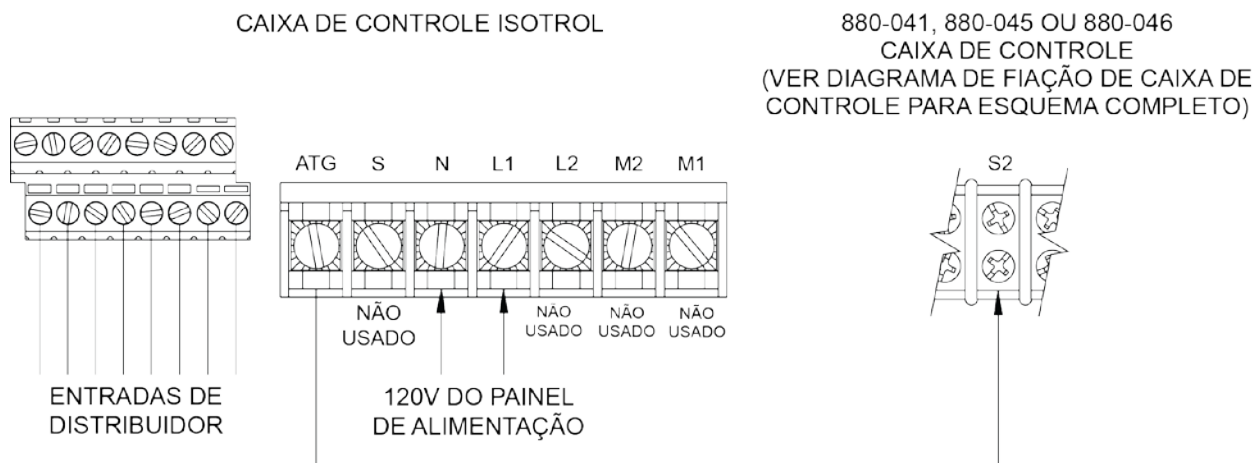 CAIXA DE CONTROLE ISOTROL
880-041, 880-045 OU 880-046
CAIXA DE CONTROLE
(VER DIAGRAMA DE FIAÇÃO DE CAIXA DE
CONTROLE PARA ESQUEMA COMPLETO)
ATG S N L1 L2 M2 M1
S2
NÃO
USADO
NÃO
USADO
NÃO
USADO
NÃO
USADO
ENTRADAS DE
DISTRIBUIDOR
120V DO PAINEL
DE ALIMENTAÇÃO